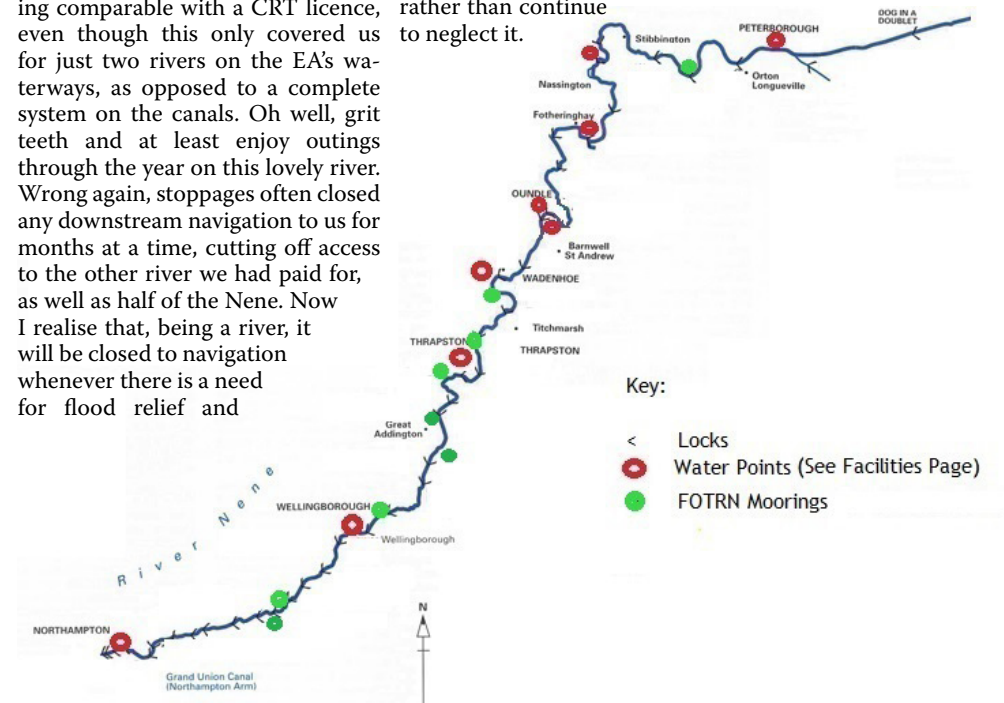 ing comparable with a CRT licence,
even though this only covered us
for just two rivers on the EA's wa-
terways, as opposed to a complete
system on the canals. Oh well, grit
teeth and at least enjoy outings
through the year on this lovely river.
Wrong again, stoppages often closed
any downstream navigation to us for
months at a time, cutting off access
to the other river we had paid for,
as well as half of the Nene. Now
I realise that, being a river, it
will be closed to navigation
whenever there is a need
for flood relief and
rather than continue
to neglect it.
DOG IN A
DOUBLET
PETERBOROUGH
Stibbington
Orton
Longueville
Nassington
Fotheringhay
OUNDLE
Barnwell
St Andrew
WADENHOE
Titchmarsh
THRAPSTON
THRAPSTON
Great
Addington
WELLINGBOROUGH
Wellingborough
River Nene
NORTHAMPTON
Grand Union Canal
(Northampton Arm)
N
Key:
< Locks
Water Points (See Facilities Page)
FOTRN Moorings